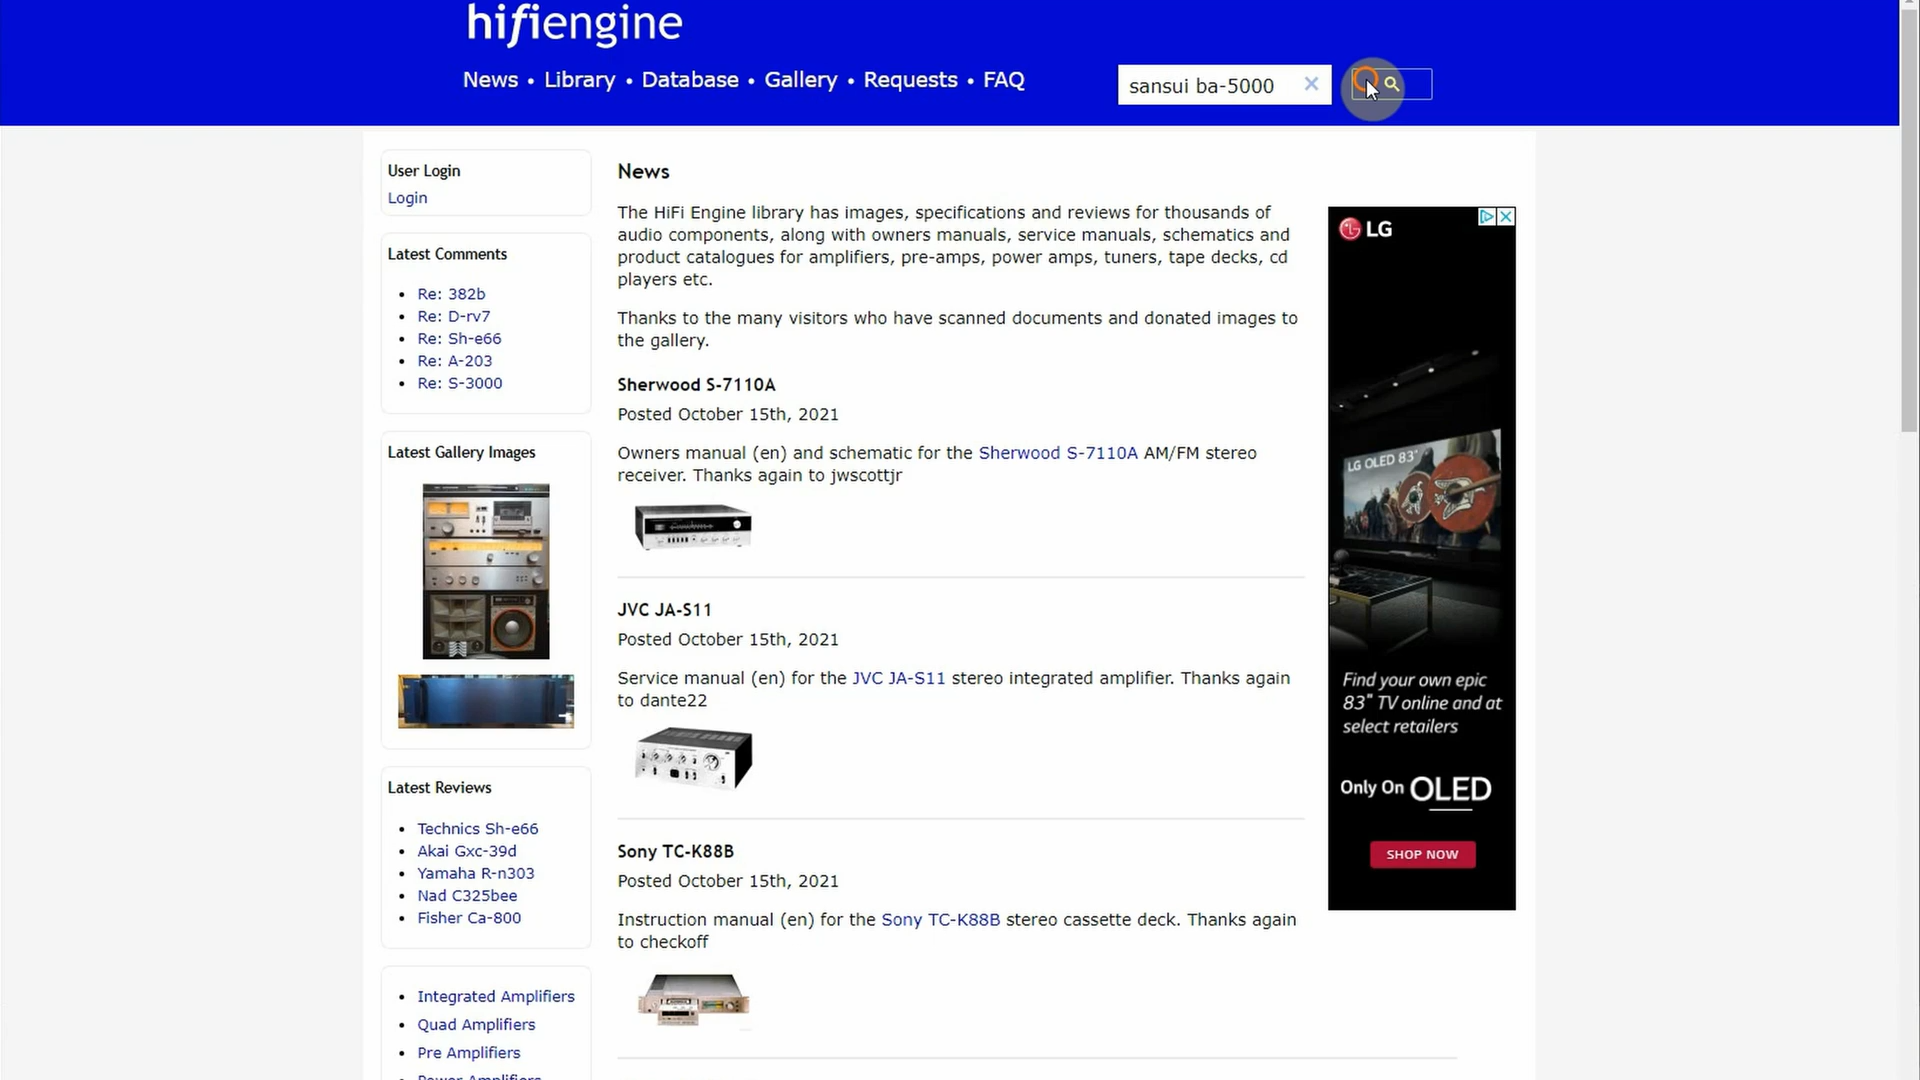 hifiengine
News • Library • Database • Gallery • Requests • FAQ
sansui ba-5000
User Login
Login
Latest Comments
Re: 382b
Re: D-rv7
Re: Sh-e66
Re: A-203
Re: S-3000
Latest Gallery Images
Latest Reviews
Technics Sh-e66
Akai Gxc-39d
Yamaha R-n303
Nad C325bee
Fisher Ca-800
Integrated Amplifiers
Quad Amplifiers
Pre Amplifiers
Power Amplifiers
News
The HiFi Engine library has images, specifications and reviews for thousands of
audio components, along with owners manuals, service manuals, schematics and
product catalogues for amplifiers, pre-amps, power amps, tuners, tape decks, cd
players etc.
Thanks to the many visitors who have scanned documents and donated images to
the gallery.
Sherwood S-7110A
Posted October 15th, 2021
Owners manual (en) and schematic for the Sherwood S-7110A AM/FM stereo
receiver. Thanks again to jwscottjr
JVC JA-S11
Posted October 15th, 2021
Service manual (en) for the JVC JA-S11 stereo integrated amplifier. Thanks again
to dante22
Sony TC-K88B
Posted October 15th, 2021
Instruction manual (en) for the Sony TC-K88B stereo cassette deck. Thanks again
to checkoff
LG
LG OLED 83"
Find your own epic
83" TV online and at
select retailers
Only On OLED
SHOP NOW